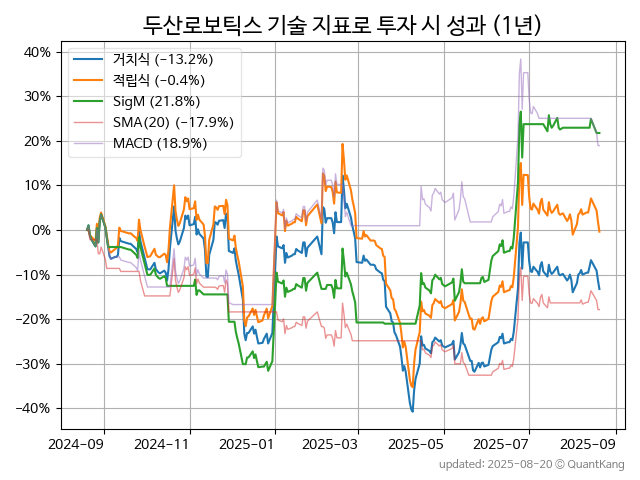 두산로보틱스 기술 지표로 투자 시 성과 (1년)
40%
30%
20%
10%
0%
−10%
−20%
−30%
−40%
거치식 (−13.2%)
적립식 (−0.4%)
SigM (21.8%)
SMA(20) (−17.9%)
MACD (18.9%)
2024-09
2024-11
2025-01
2025-03
2025-05
2025-07
2025-09
updated: 2025-08-20 © QuantKang